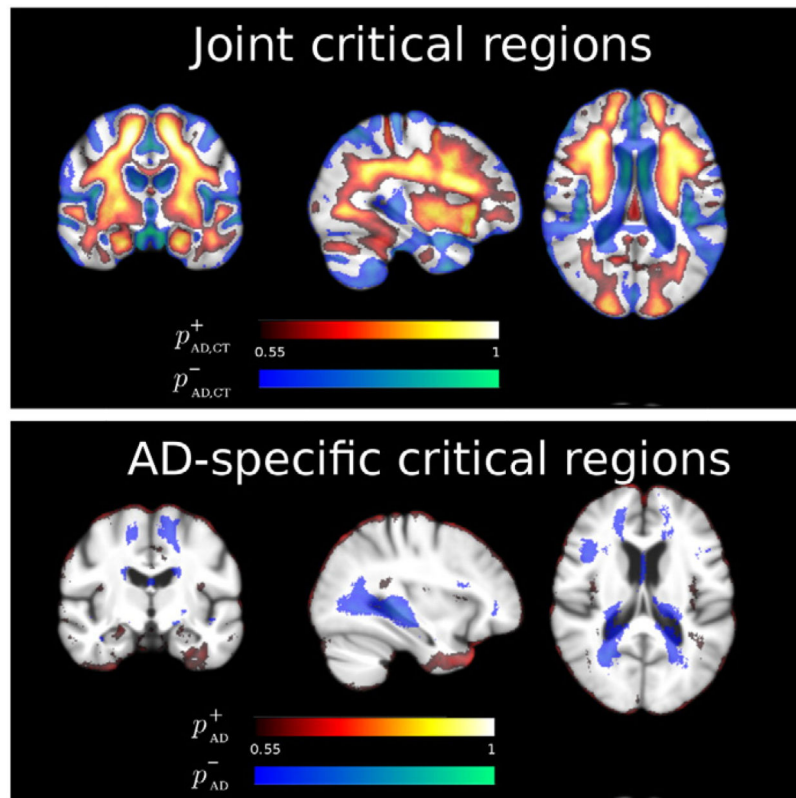 Joint critical regions
p⁺AD,CT
0.55 1
p⁻AD,CT
AD-specific critical regions
p⁺AD
0.55 1
p⁻AD